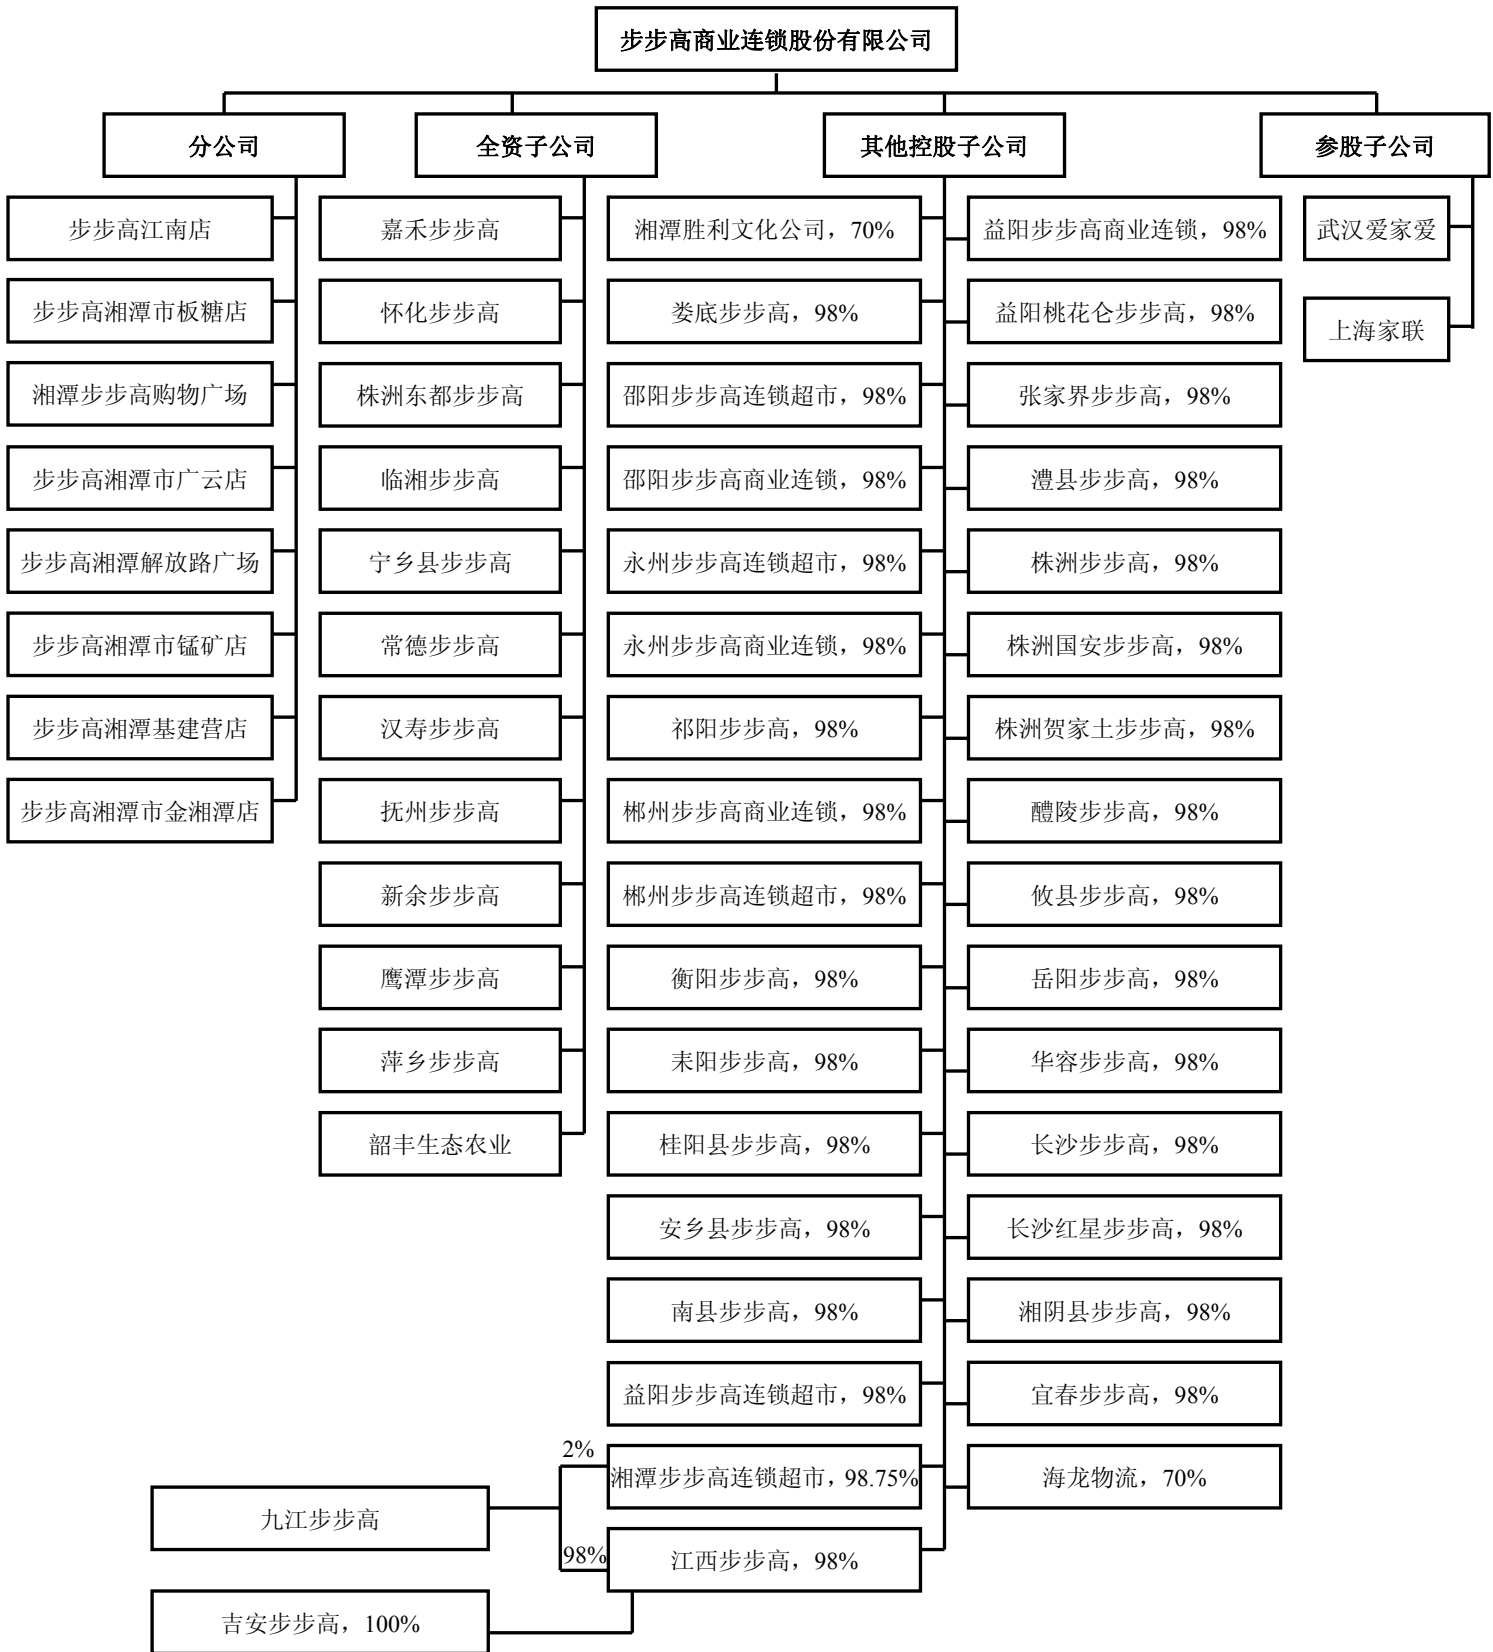 步步高商业连锁股份有限公司
分公司
全资子公司
其他控股子公司
参股子公司
步步高江南店
步步高湘潭市板糖店
湘潭步步高购物广场
步步高湘潭市广云店
步步高湘潭解放路广场
步步高湘潭市锰矿店
步步高湘潭基建营店
步步高湘潭市金湘潭店
嘉禾步步高
怀化步步高
株洲东都步步高
临湘步步高
宁乡县步步高
常德步步高
汉寿步步高
抚州步步高
新余步步高
鹰潭步步高
萍乡步步高
韶丰生态农业
湘潭胜利文化公司，70%
娄底步步高，98%
邵阳步步高连锁超市，98%
邵阳步步高商业连锁，98%
永州步步高连锁超市，98%
永州步步高商业连锁，98%
祁阳步步高，98%
郴州步步高商业连锁，98%
郴州步步高连锁超市，98%
衡阳步步高，98%
耒阳步步高，98%
桂阳县步步高，98%
安乡县步步高，98%
南县步步高，98%
益阳步步高连锁超市，98%
湘潭步步高连锁超市，98.75%
江西步步高，98%
益阳步步高商业连锁，98%
益阳桃花仑步步高，98%
张家界步步高，98%
澧县步步高，98%
株洲步步高，98%
株洲国安步步高，98%
株洲贺家土步步高，98%
醴陵步步高，98%
攸县步步高，98%
岳阳步步高，98%
华容步步高，98%
长沙步步高，98%
长沙红星步步高，98%
湘阴县步步高，98%
宜春步步高，98%
海龙物流，70%
武汉爱家爱
上海家联
2%
九江步步高
98%
吉安步步高，100%